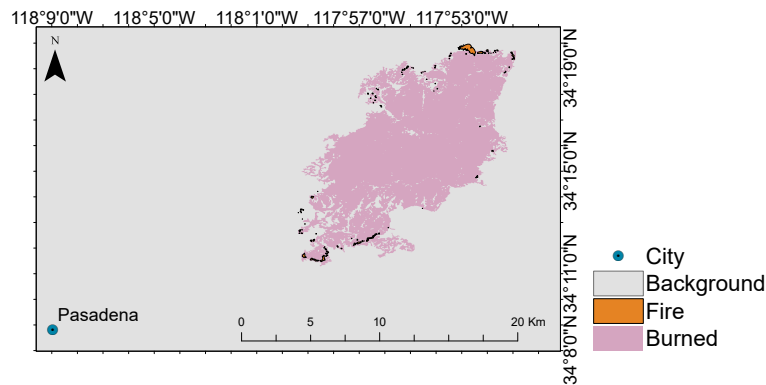 118°9'0"W 118°5'0"W 118°1'0"W 117°57'0"W 117°53'0"W
N
34°19'0"N
34°15'0"N
34°11'0"N
34°8'0"N
Pasadena
0 5 10 20 Km
City
Background
Fire
Burned